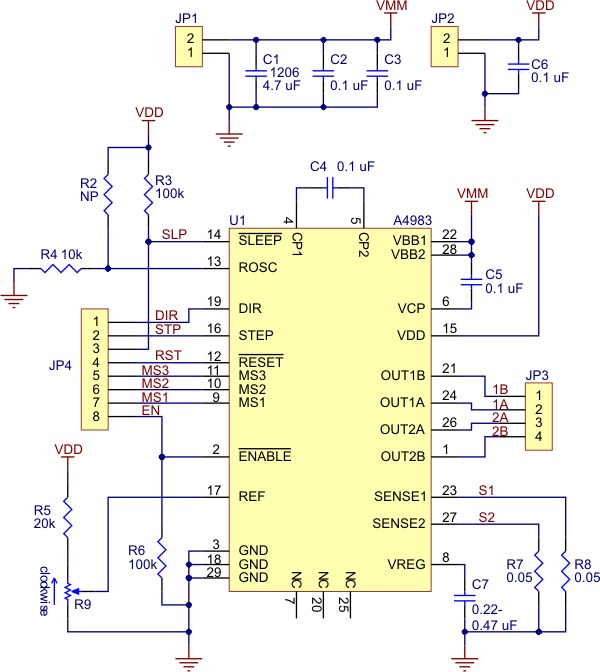 JP1
2
1
VMM
C1
1206
4.7 uF
C2
0.1 uF
C3
0.1 uF
JP2
2
1
VDD
C6
0.1 uF
VDD
R2
NP
R3
100k
R4 10k
C4 0.1 uF
4
5
U1
A4983
CP1
CP2
SLP
14
SLEEP
13
ROSC
DIR
19
DIR
STP
16
STEP
RST
12
RESET
MS3
11
MS3
MS2
10
MS2
MS1
9
MS1
EN
2
ENABLE
17
REF
3
GND
18
GND
29
GND
JP4
1
2
3
4
5
6
7
8
VDD
R5
20k
clockwise
R9
R6
100k
NC
NC
NC
7
20
25
VMM
VDD
VBB1
22
VBB2
28
C5
0.1 uF
VCP
6
VDD
15
OUT1B
21
1B
OUT1A
24
1A
OUT2A
26
2A
OUT2B
1
2B
JP3
1
2
3
4
SENSE1
23
S1
SENSE2
27
S2
VREG
8
C7
0.22-
0.47 uF
R7
0.05
R8
0.05